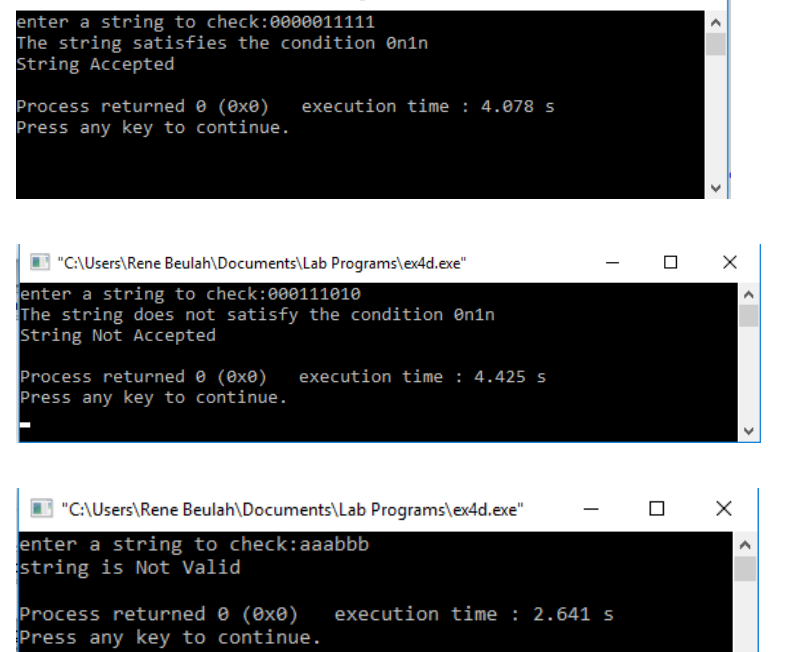 enter a string to check:0000011111
The string satisfies the condition 0n1n
String Accepted
Process returned 0 (0x0)   execution time : 4.078 s
Press any key to continue.
"C:\Users\Rene Beulah\Documents\Lab Programs\ex4d.exe"
enter a string to check:000111010
The string does not satisfy the condition 0n1n
String Not Accepted
Process returned 0 (0x0)   execution time : 4.425 s
Press any key to continue.
"C:\Users\Rene Beulah\Documents\Lab Programs\ex4d.exe"
enter a string to check:aaabbb
string is Not Valid
Process returned 0 (0x0)   execution time : 2.641 s
Press any key to continue.